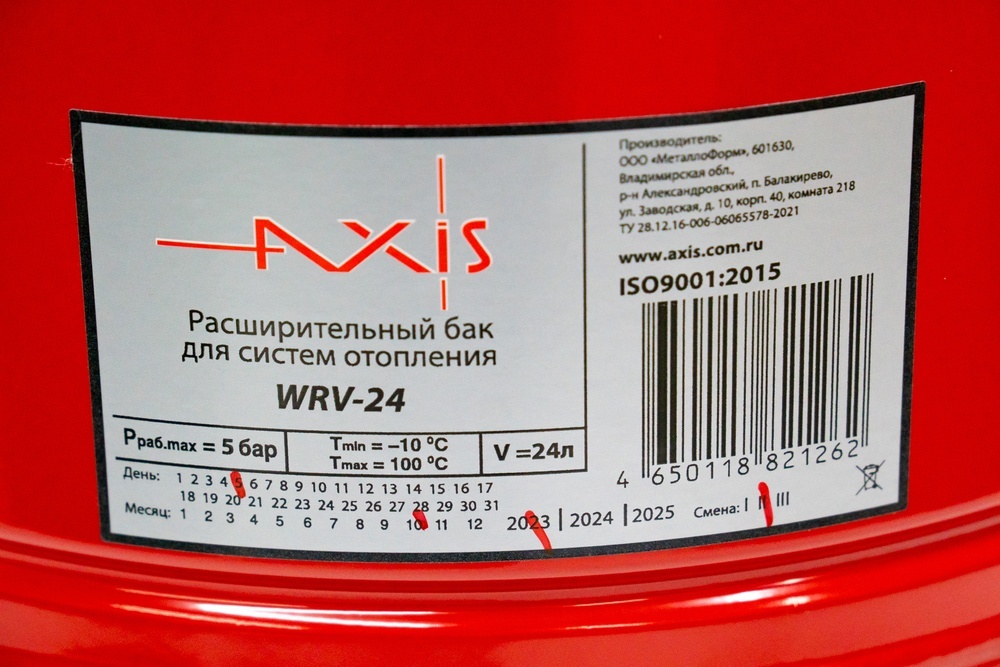 AXIS
Расширительный бак
для систем отопления
WRV-24
Pраб.max = 5 бар
Tmin = –10 °C
Tmax = 100 °C
V =24л
День: 1 2 3 4 5 6 7 8 9 10 11 12 13 14 15 16 17
18 19 20 21 22 23 24 25 26 27 28 29 30 31
Месяц: 1 2 3 4 5 6 7 8 9 10 11 12 2023 | 2024 | 2025 Смена: I II III
Производитель:
ООО «МеталлоФорм», 601630,
Владимирская обл.,
р-н Александровский, п. Балакирево,
ул. Заводская, д. 10, корп. 40, комната 218
ТУ 28.12.16-006-06065578-2021
www.axis.com.ru
ISO9001:2015
4 650118 821262